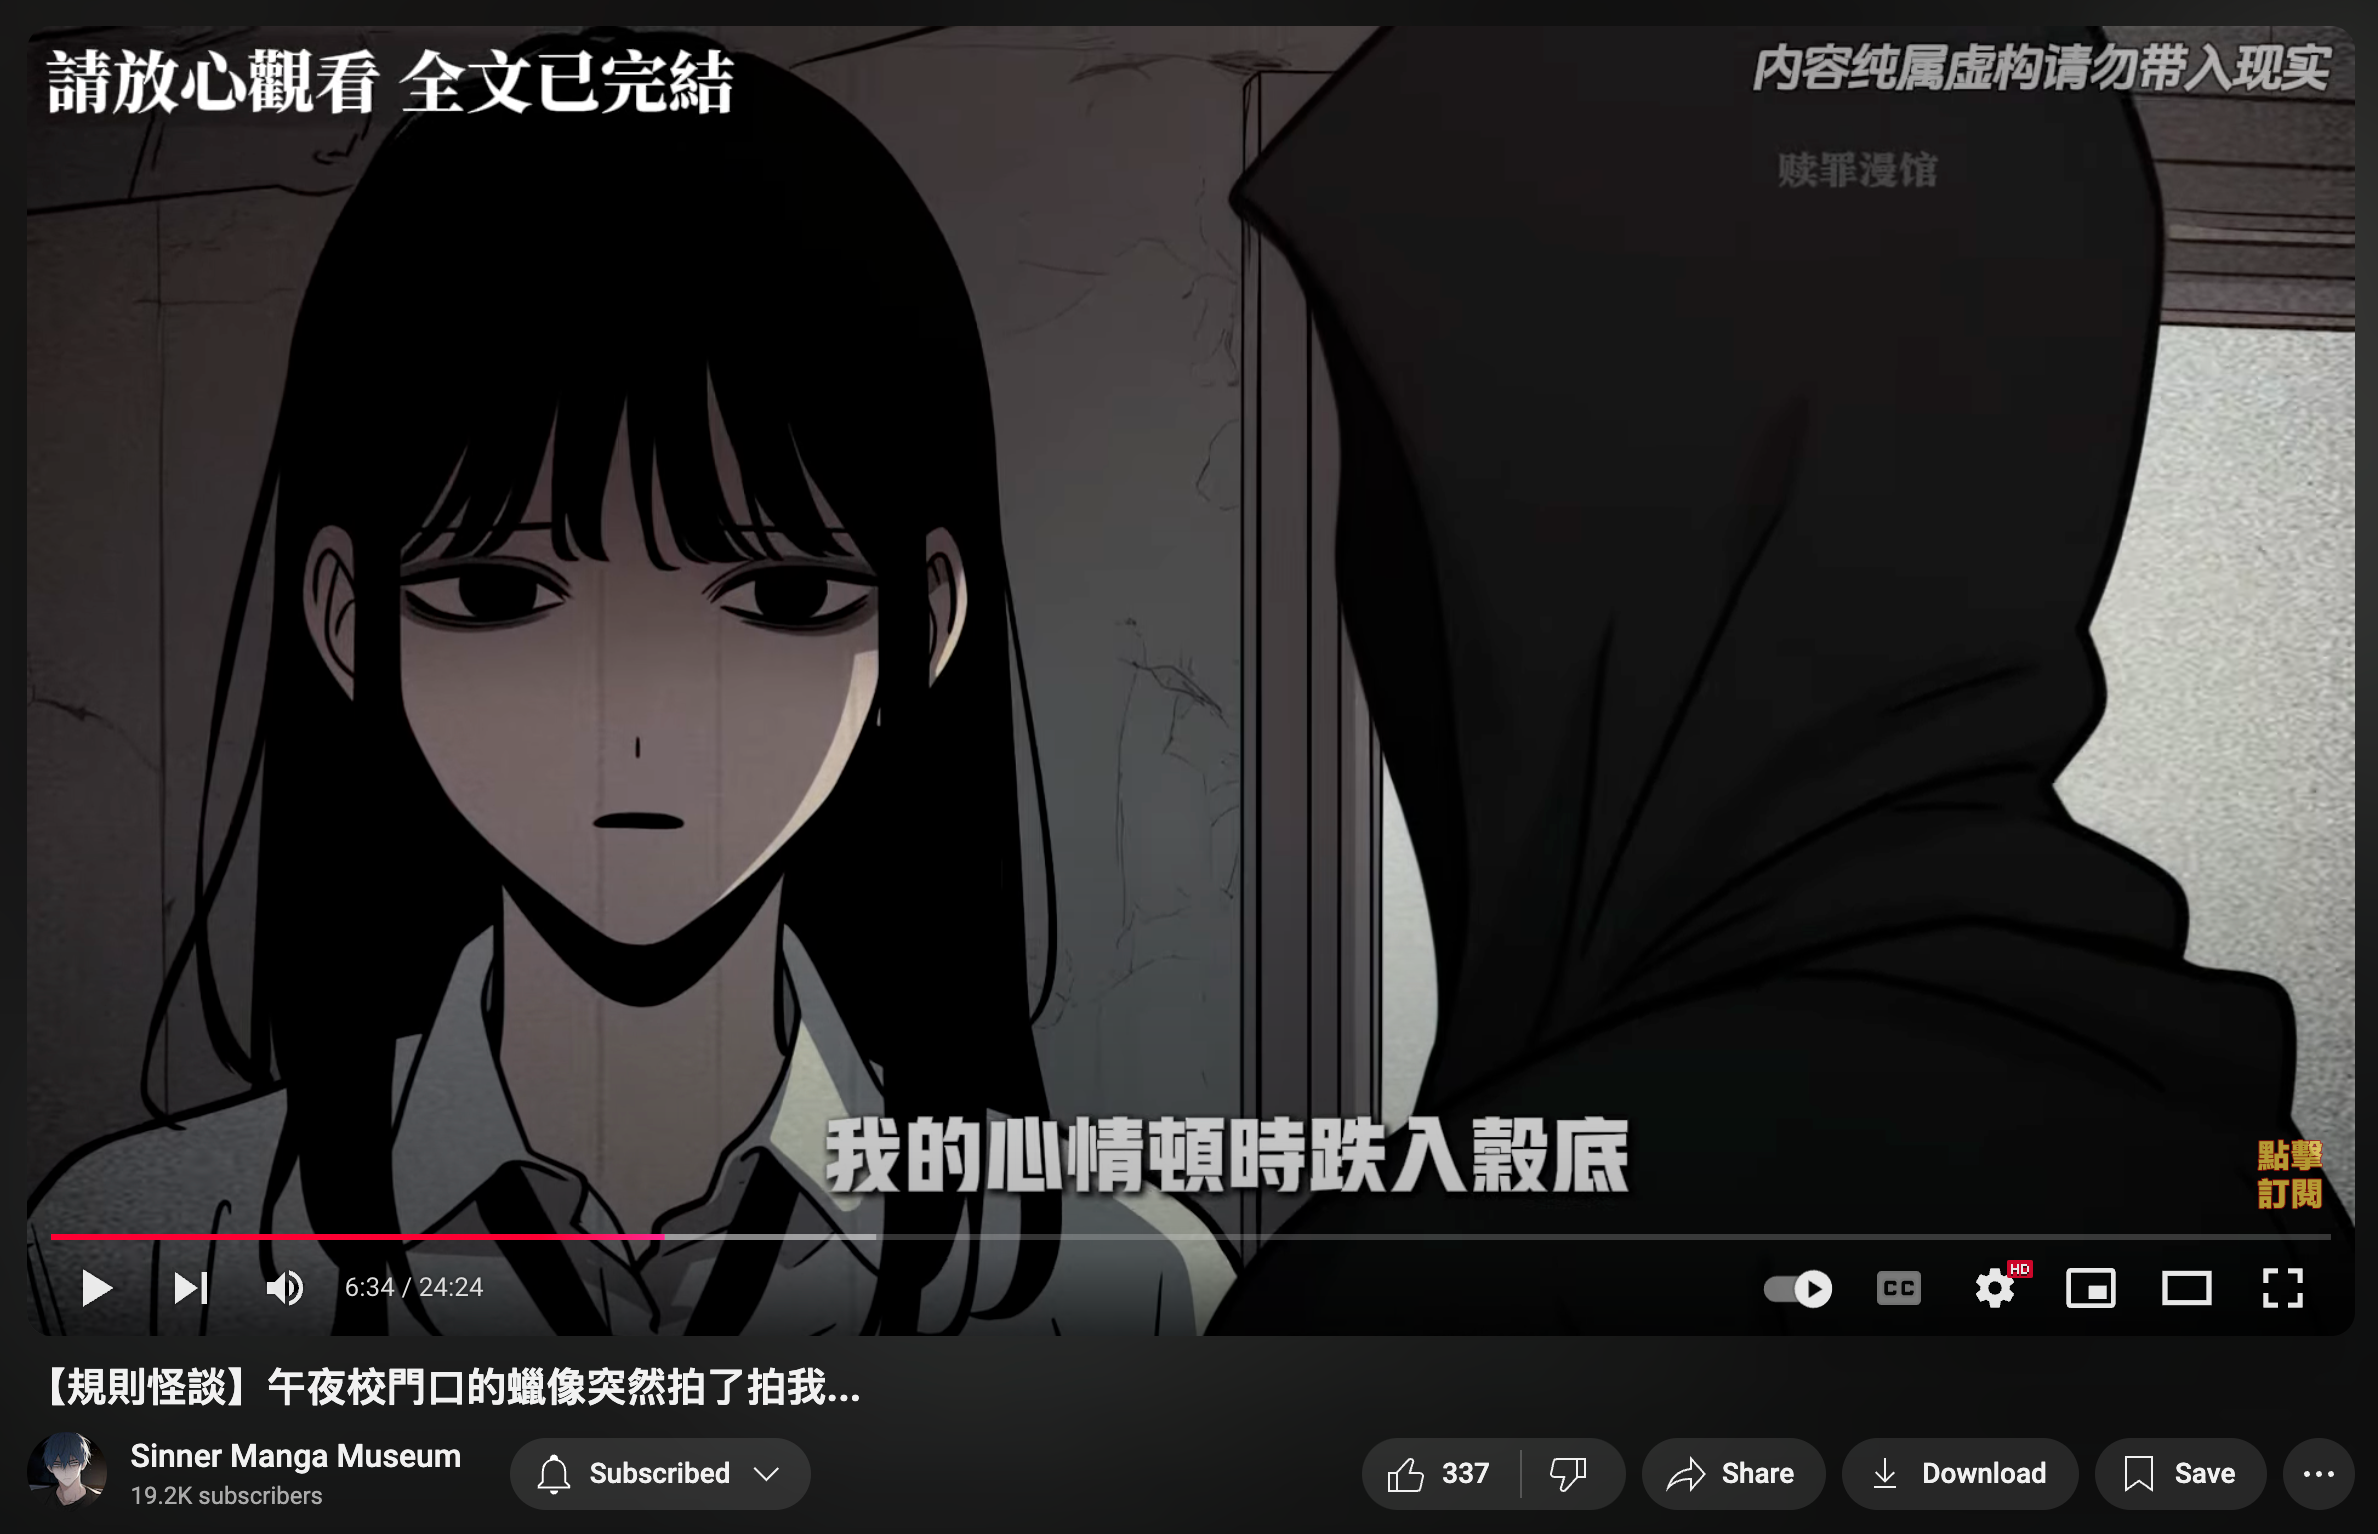 請放心觀看 全文已完結
内容纯属虚构请勿带入现实
赎罪漫馆
我的心情頓時跌入穀底
點擊
訂閱
6:34 / 24:24
CC
HD
【規則怪談】午夜校門口的蠟像突然拍了拍我...
Sinner Manga Museum
19.2K subscribers
Subscribed
337
Share
Download
Save